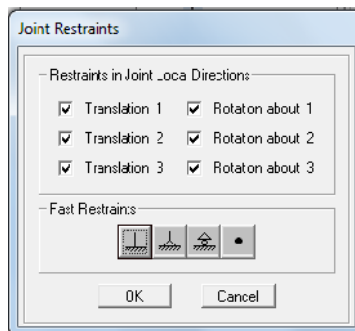 Joint Restraints
Restraints in Joint Local Directions
Translation 1 Rotaton about 1
Translation 2 Rotaton about 2
Translation 3 Rotaton about 3
Fast Restraints
OK Cancel